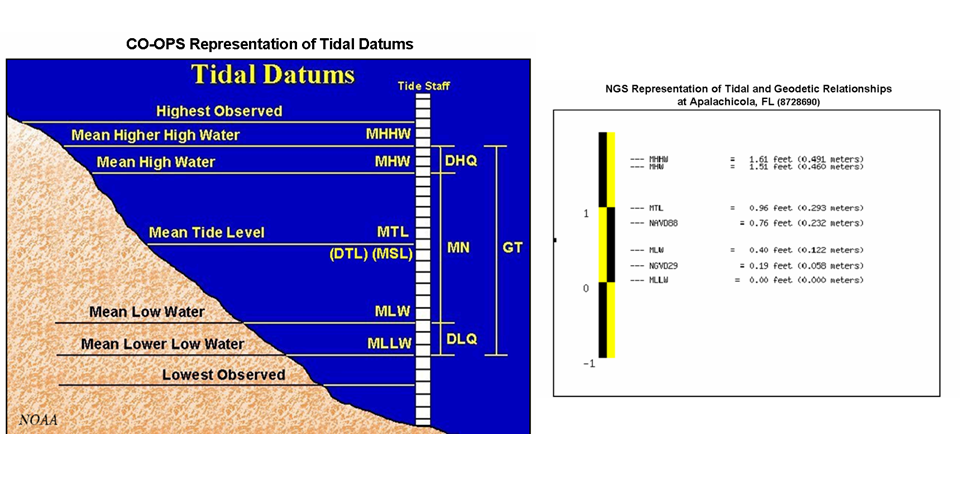 CO-OPS Representation of Tidal Datums
Tidal Datums
Tide Staff
Highest Observed
Mean Higher High Water MHHW
Mean High Water MHW DHQ
Mean Tide Level MTL
(DTL) (MSL) MN GT
Mean Low Water MLW
Mean Lower Low Water MLLW DLQ
Lowest Observed
NOAA
NGS Representation of Tidal and Geodetic Relationships
at Apalachicola, FL (8728690)
--- MHHW = 1.61 feet (0.491 meters)
--- MHW = 1.51 feet (0.460 meters)
1 --- MTL = 0.96 feet (0.293 meters)
--- NAVD88 = 0.76 feet (0.232 meters)
--- MLW = 0.40 feet (0.122 meters)
--- NGVD29 = 0.19 feet (0.058 meters)
0 --- MLLW = 0.00 feet (0.000 meters)
-1